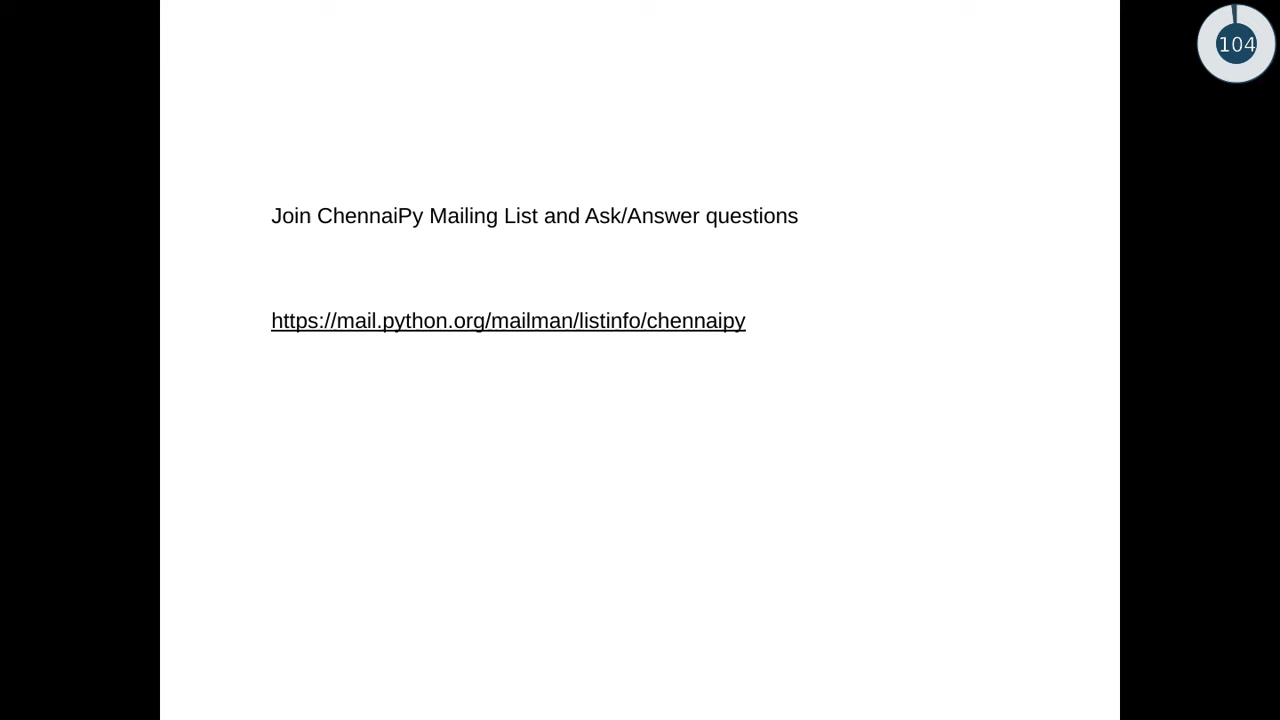 104
Join ChennaiPy Mailing List and Ask/Answer questions
https://mail.python.org/mailman/listinfo/chennaipy